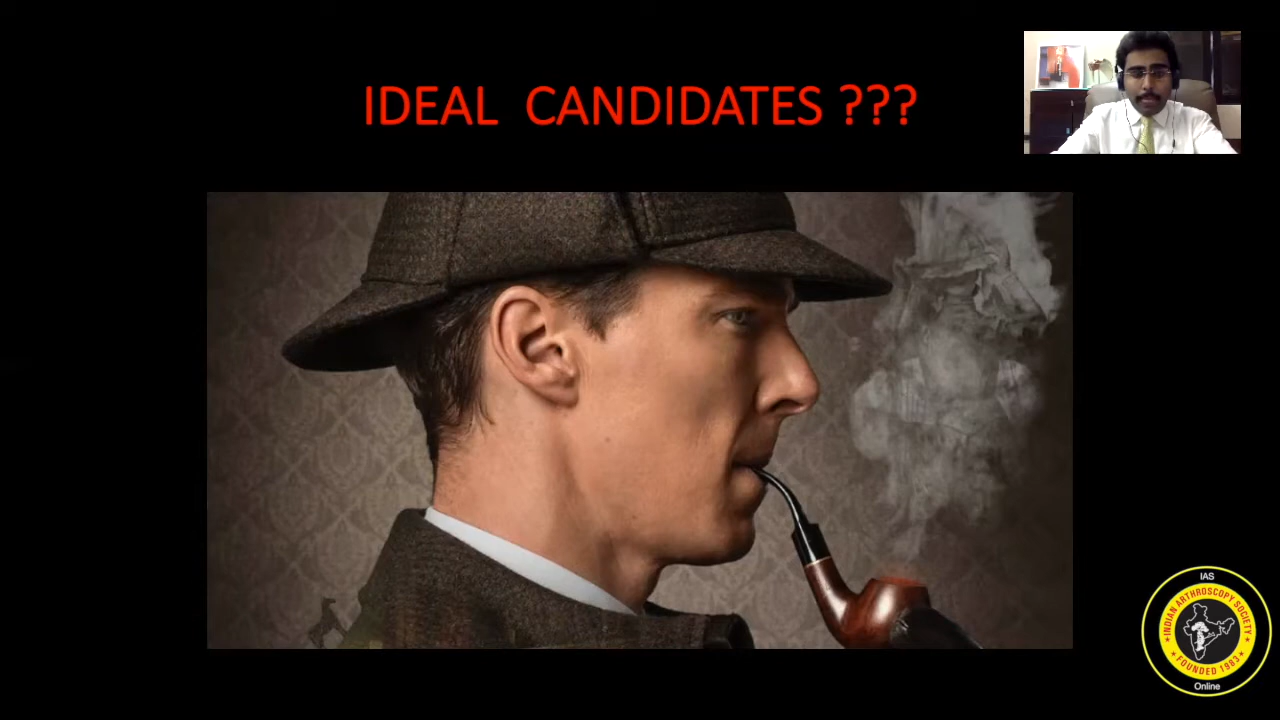 IDEAL CANDIDATES ???
IAS
INDIAN ARTHROSCOPY SOCIETY
FOUNDED 1983
Online